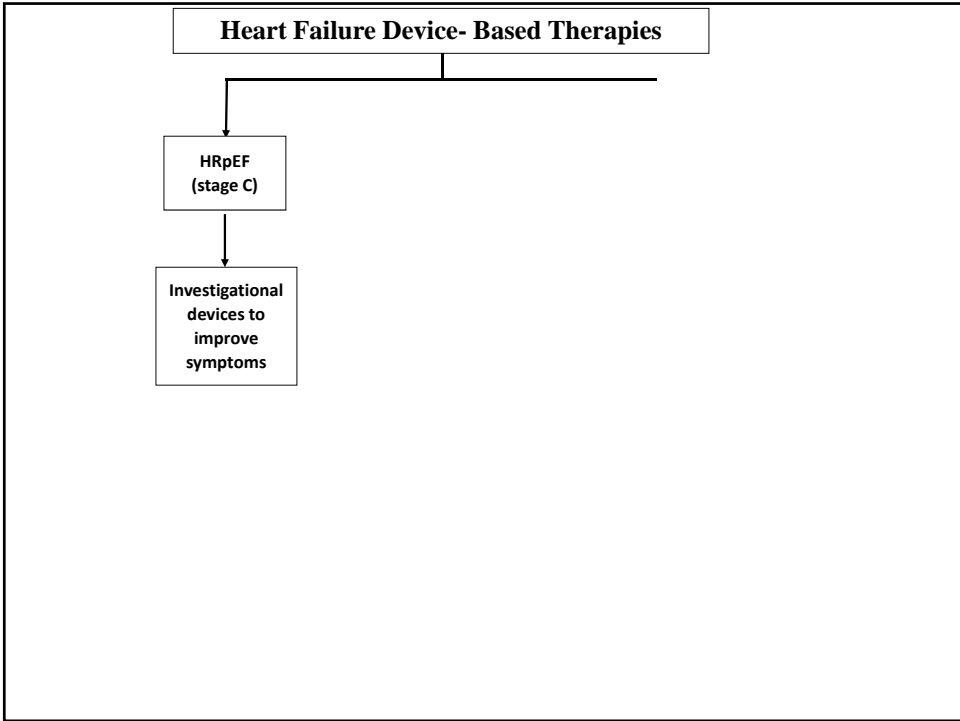 Heart Failure Device- Based Therapies
HRpEF
(stage C)
Investigational
devices to
improve
symptoms